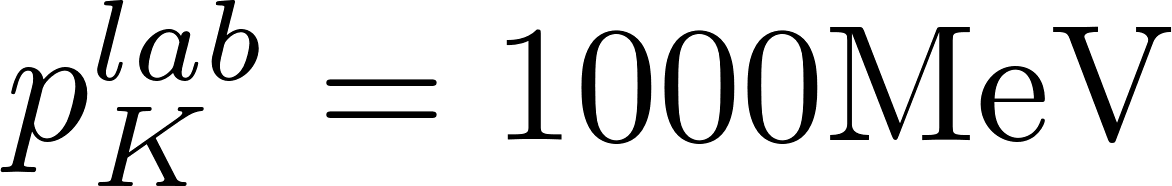 p_K^{lab} = 1000MeV